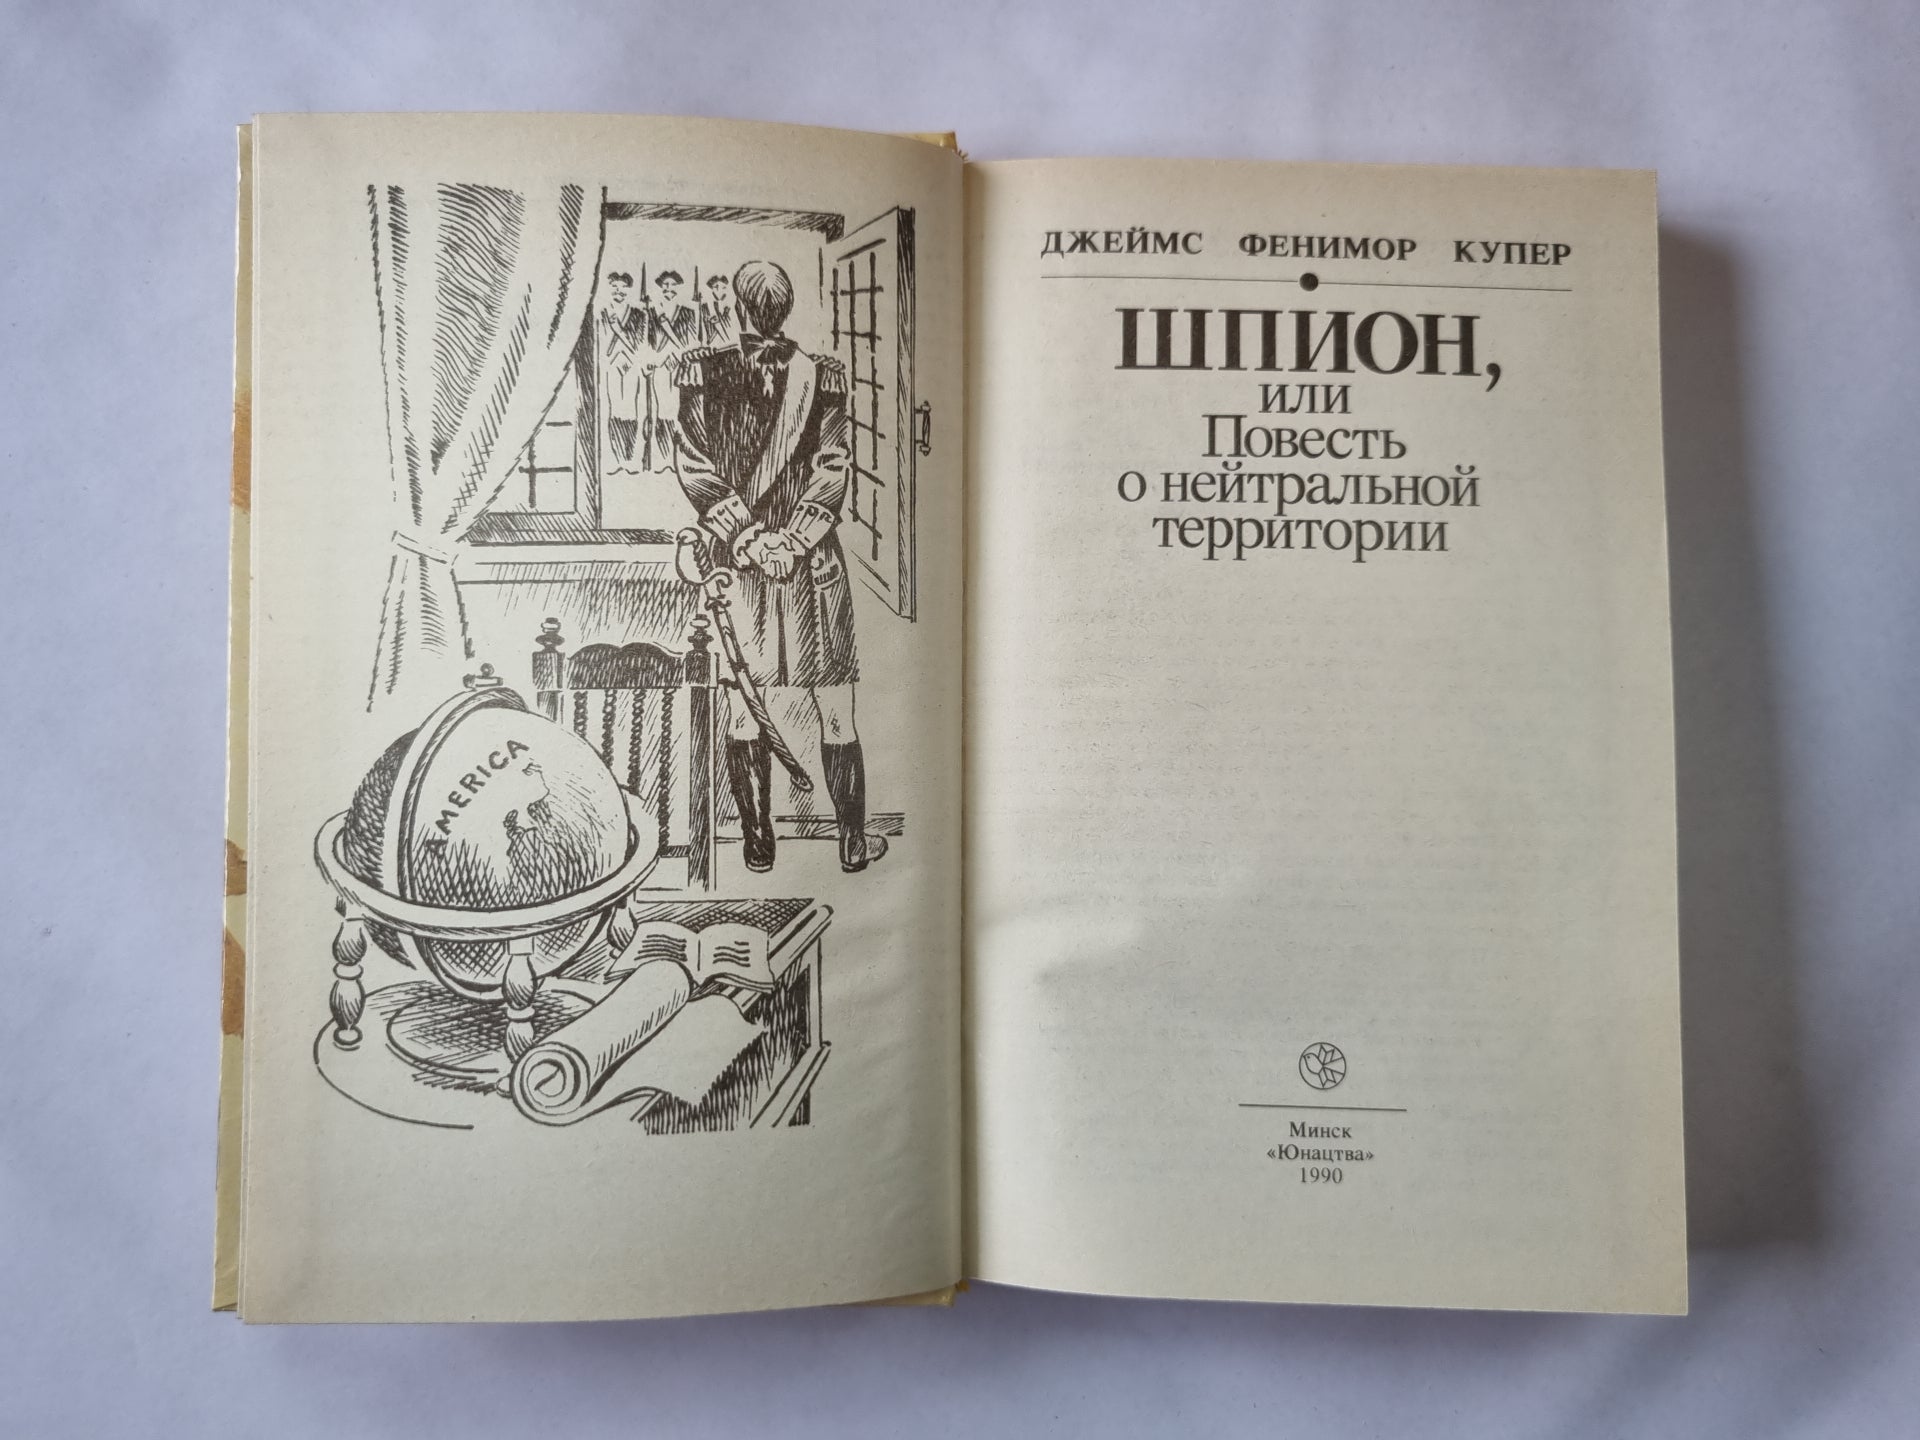 AMERICA
ДЖЕЙМС ФЕНИМОР КУПЕР
ШПИОН,
или
Повесть
о нейтральной
территории
Минск
«Юнацтва»
1990